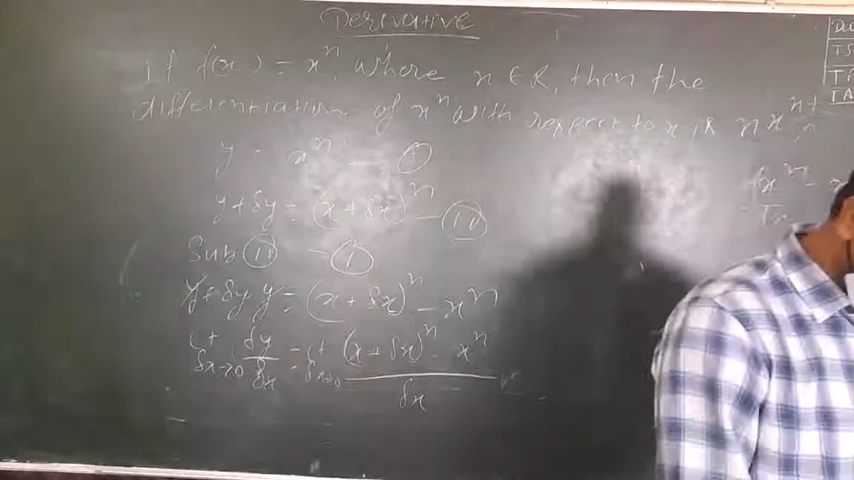 Derivative
If f(x) = x^n, where n ∈ R, then the
differentiation of x^n with respect to x, is n x^n-1
y = x^n — (i)
y + δy = (x + δx)^n — (ii)
Sub (ii) – (i)
y + δy - y = (x + δx)^n – x^n
Lt δx→0 δy/δx = Lt δx→0 ((x + δx)^n - x^n)/δx